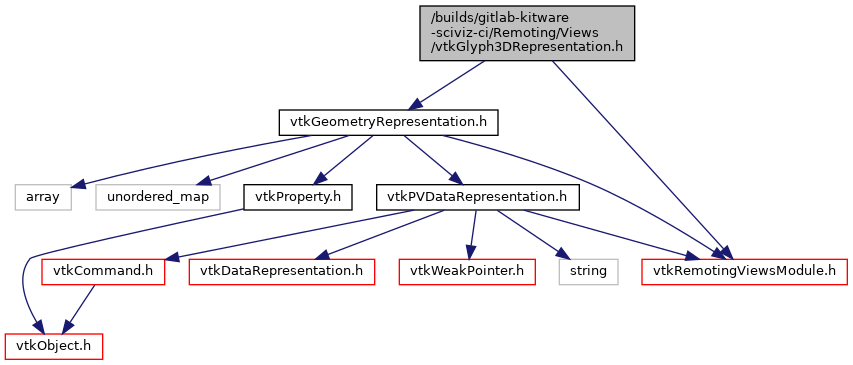 /builds/gitlab-kitware
-sciviz-ci/Remoting/Views
/vtkGlyph3DRepresentation.h
vtkGeometryRepresentation.h
array
unordered_map
vtkProperty.h
vtkPVDataRepresentation.h
vtkCommand.h
vtkDataRepresentation.h
vtkWeakPointer.h
string
vtkRemotingViewsModule.h
vtkObject.h